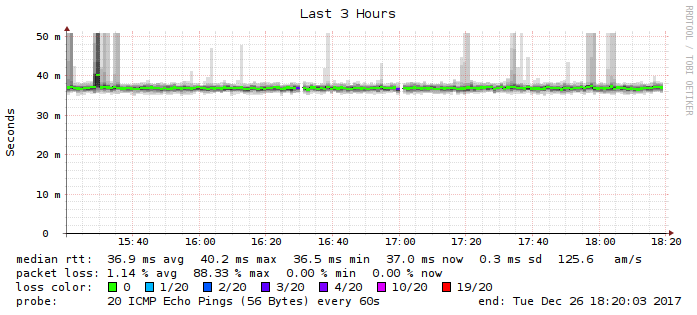 Last 3 Hours
RRDTOOL / TOBI OETIKER
Seconds
50 m
40 m
30 m
20 m
10 m
0
15:40 16:00 16:20 16:40 17:00 17:20 17:40 18:00 18:20
median rtt: 36.9 ms avg 40.2 ms max 36.5 ms min 37.0 ms now 0.3 ms sd 125.6 am/s
packet loss: 1.14 % avg 88.33 % max 0.00 % min 0.00 % now
loss color: 0 1/20 2/20 3/20 4/20 10/20 19/20
probe: 20 ICMP Echo Pings (56 Bytes) every 60s end: Tue Dec 26 18:20:03 2017